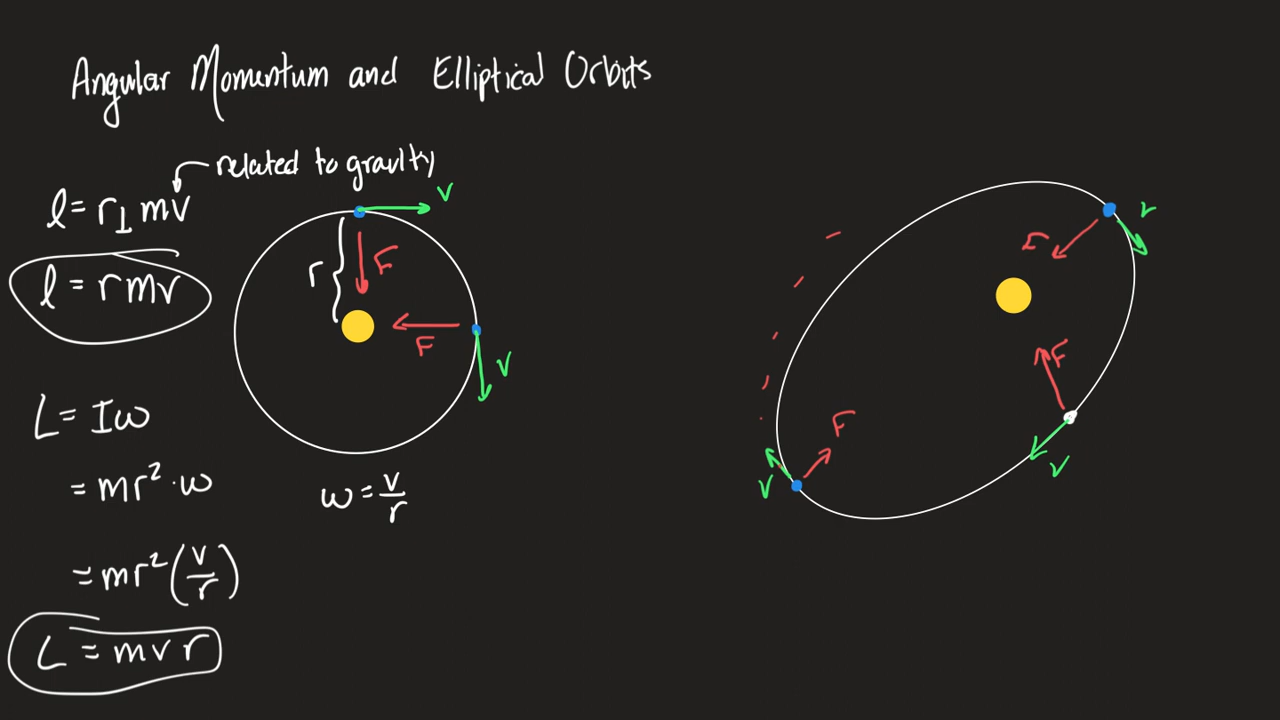 Angular Momentum and Elliptical Orbits
related to gravity
l = r⊥ mv
l = rmv
L = Iω
= mr² · ω
= mr² (v/r)
L = mvr
v
r
F
F
v
ω = v/r
v
F
F
v
F
v